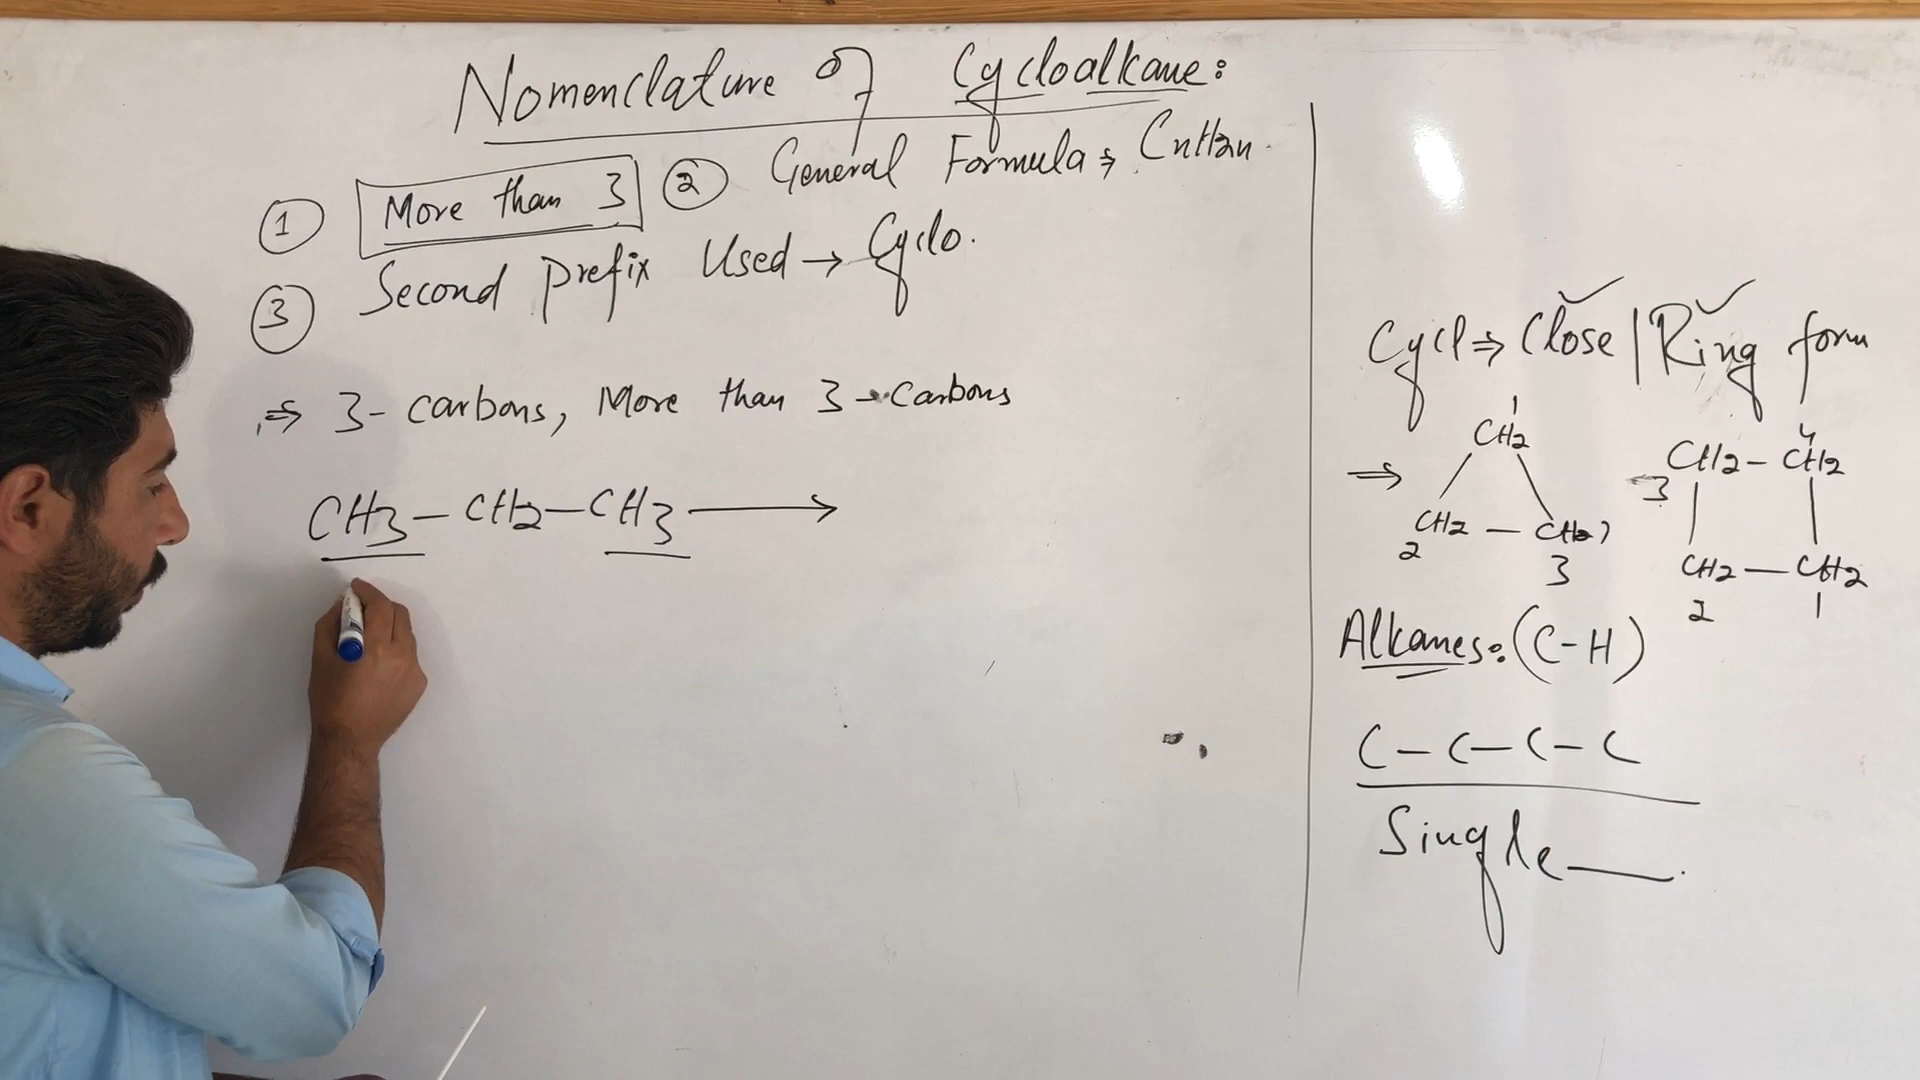 Nomenclature of Cycloalkane:
① More than 3 ② General Formula ⇒ CnH2n.
③ Second prefix Used → Cyclo.
⇒ 3- carbons, More than 3 - Carbons
CH3 – CH2 – CH3 →
Cycl ⇒ Close | Ring form
1
⇒ CH2
CH2 – CH2,
2 3
4
CH2 – CH2
3
CH2 – CH2
2 1
Alkanes: (C-H)
C – C – C – C
Single —